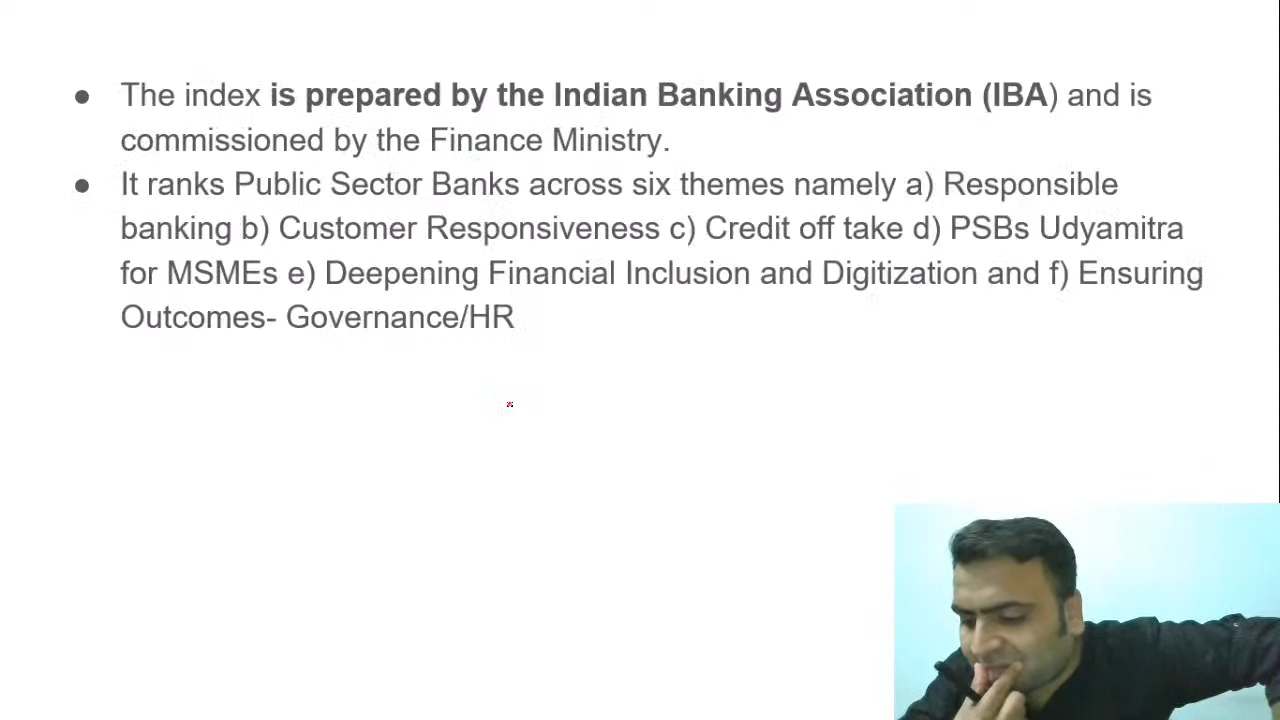 ● The index is prepared by the Indian Banking Association (IBA) and is
commissioned by the Finance Ministry.
● It ranks Public Sector Banks across six themes namely a) Responsible
banking b) Customer Responsiveness c) Credit off take d) PSBs Udyamitra
for MSMEs e) Deepening Financial Inclusion and Digitization and f) Ensuring
Outcomes- Governance/HR